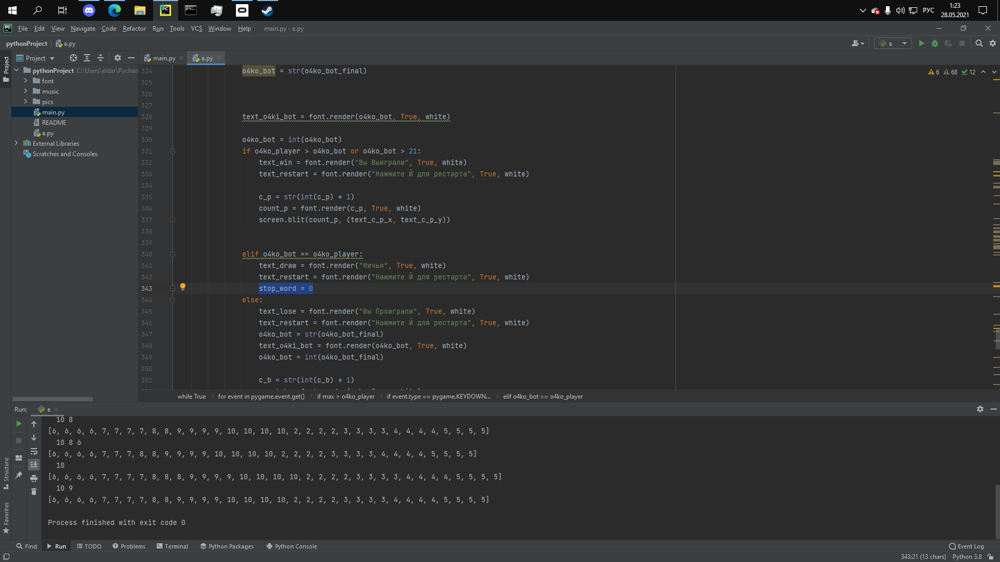 РУС
1:23
28.05.2021
File Edit View Navigate Code Refactor Run Tools VCS Window Help main.py - в.py
pythonProject в.py
в
Project
main.py
в.py
Project
pythonProject C:\Users\eldar\Pychar
font
music
pics
main.py
README
в.py
External Libraries
Scratches and Consoles
6 68 12
324 o4ko_bot = str(o4ko_bot_final)
325
326
327
328 text_o4ki_bot = font.render(o4ko_bot, True, white)
329
330 o4ko_bot = int(o4ko_bot)
331 if o4ko_player > o4ko_bot or o4ko_bot > 21:
332 text_win = font.render("Вы Выиграли", True, white)
333 text_restart = font.render("Нажмите Й для рестарта", True, white)
334
335 c_p = str(int(c_p) + 1)
336 count_p = font.render(c_p, True, white)
337 screen.blit(count_p, (text_c_p_x, text_c_p_y))
338
339
340 elif o4ko_bot == o4ko_player:
341 text_draw = font.render("Ничья", True, white)
342 text_restart = font.render("Нажмите Й для рестарта", True, white)
343 stop_word = 0
344 else:
345 text_lose = font.render("Вы Проиграли", True, white)
346 text_restart = font.render("Нажмите Й для рестарта", True, white)
347 o4ko_bot = str(o4ko_bot_final)
348 text_o4ki_bot = font.render(o4ko_bot, True, white)
349 o4ko_bot = int(o4ko_bot_final)
350
351 c_b = str(int(c_b) + 1)
while True for event in pygame.event.get() if max > o4ko_player if event.type == pygame.KEYDOWN... elif o4ko_bot == o4ko_player
Run: в
10 8
[6, 6, 6, 6, 7, 7, 7, 7, 8, 8, 9, 9, 9, 9, 10, 10, 10, 10, 2, 2, 2, 2, 3, 3, 3, 3, 4, 4, 4, 4, 5, 5, 5, 5]
10 8 6
[6, 6, 6, 6, 7, 7, 7, 8, 8, 9, 9, 9, 9, 10, 10, 10, 10, 2, 2, 2, 2, 3, 3, 3, 3, 4, 4, 4, 4, 5, 5, 5, 5]
10
[6, 6, 6, 6, 7, 7, 7, 7, 8, 8, 8, 9, 9, 9, 9, 10, 10, 10, 10, 2, 2, 2, 2, 3, 3, 3, 3, 4, 4, 4, 4, 5, 5, 5, 5]
10 9
[6, 6, 6, 6, 7, 7, 7, 7, 8, 8, 9, 9, 9, 9, 10, 10, 10, 10, 2, 2, 2, 2, 3, 3, 3, 3, 4, 4, 4, 4, 5, 5, 5, 5]
Process finished with exit code 0
Structure
Favorites
Find Run TODO Problems Terminal Python Packages Python Console Event Log
343:21 (13 chars) Python 3.8